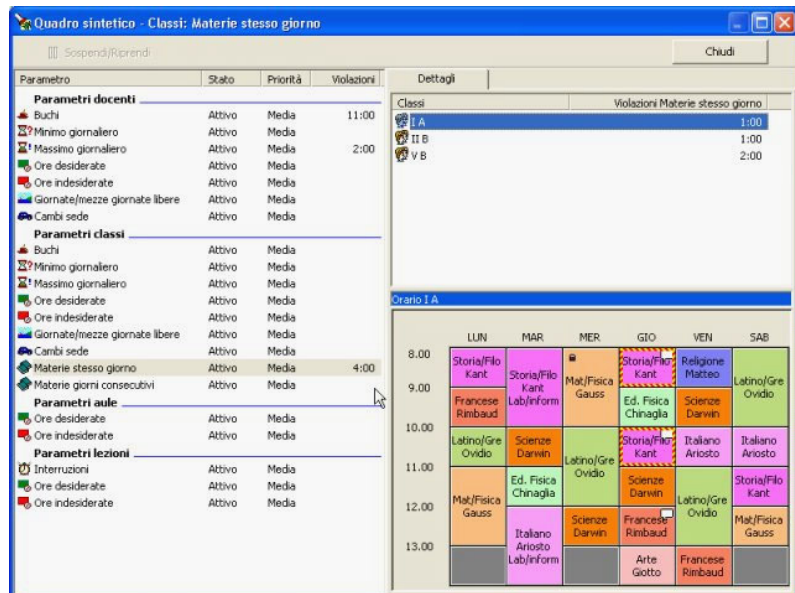 Quadro sintetico - Classi: Materie stesso giorno
Sospendi/Riprendi
Chiudi
Parametro Stato Priorità Violazioni
Parametri docenti
Buchi Attivo Media 11:00
Minimo giornaliero Attivo Media
Massimo giornaliero Attivo Media 2:00
Ore desiderate Attivo Media
Ore indesiderate Attivo Media
Giornate/mezze giornate libere Attivo Media
Cambi sede Attivo Media
Parametri classi
Buchi Attivo Media
Minimo giornaliero Attivo Media
Massimo giornaliero Attivo Media
Ore desiderate Attivo Media
Ore indesiderate Attivo Media
Giornate/mezze giornate libere Attivo Media
Cambi sede Attivo Media
Materie stesso giorno Attivo Media 4:00
Materie giorni consecutivi Attivo Media
Parametri aule
Ore desiderate Attivo Media
Ore indesiderate Attivo Media
Parametri lezioni
Interruzioni Attivo Media
Ore desiderate Attivo Media
Ore indesiderate Attivo Media
Dettagli
Classi Violazioni Materie stesso giorno
I A 1:00
II B 1:00
V B 2:00
Orario I A
LUN MAR MER GIO VEN SAB
8.00
9.00
10.00
11.00
12.00
13.00
Storia/Filo
Kant
Francese
Rimbaud
Latino/Gre
Ovidio
Mat/Fisica
Gauss
Storia/Filo
Kant
Lab/inform
Scienze
Darwin
Ed. Fisica
Chinaglia
Italiano
Ariosto
Lab/inform
Mat/Fisica
Gauss
Latino/Gre
Ovidio
Scienze
Darwin
Storia/Filo
Kant
Ed. Fisica
Chinaglia
Storia/Filo
Kant
Scienze
Darwin
Francese
Rimbaud
Arte
Giotto
Religione
Matteo
Scienze
Darwin
Italiano
Ariosto
Latino/Gre
Ovidio
Francese
Rimbaud
Latino/Gre
Ovidio
Italiano
Ariosto
Storia/Filo
Kant
Mat/Fisica
Gauss